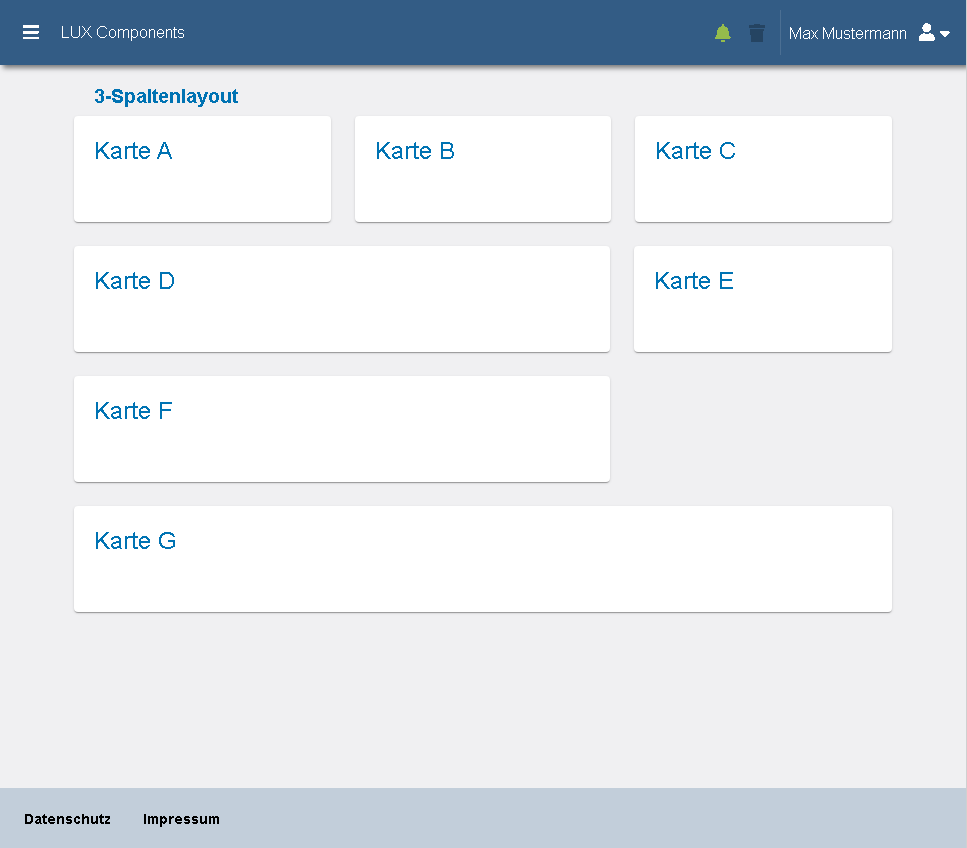 LUX Components
Max Mustermann
3-Spaltenlayout
Karte A
Karte B
Karte C
Karte D
Karte E
Karte F
Karte G
Datenschutz
Impressum